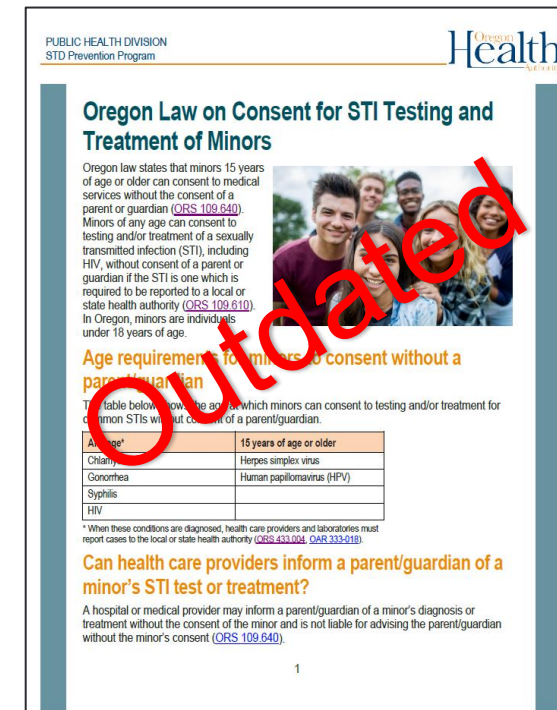 PUBLIC HEALTH DIVISION
STD Prevention Program
Oregon
Health
Authority
Oregon Law on Consent for STI Testing and
Treatment of Minors
Oregon law states that minors 15 years
of age or older can consent to medical
services without the consent of a
parent or guardian (ORS 109.640).
Minors of any age can consent to
testing and/or treatment of a sexually
transmitted infection (STI), including
HIV, without consent of a parent or
guardian if the STI is one which is
required to be reported to a local or
state health authority (ORS 109.610).
In Oregon, minors are individuals
under 18 years of age.
Outdated
Age requirements for minors to consent without a
parent/guardian
The table below shows the age at which minors can consent to testing and/or treatment for
common STIs without consent of a parent/guardian.
Any age* 15 years of age or older
Chlamydia Herpes simplex virus
Gonorrhea Human papillomavirus (HPV)
Syphilis
HIV
* When these conditions are diagnosed, health care providers and laboratories must
report cases to the local or state health authority (ORS 433.004, OAR 333-018).
Can health care providers inform a parent/guardian of a
minor's STI test or treatment?
A hospital or medical provider may inform a parent/guardian of a minor's diagnosis or
treatment without the consent of the minor and is not liable for advising the parent/guardian
without the minor's consent (ORS 109.640).
1